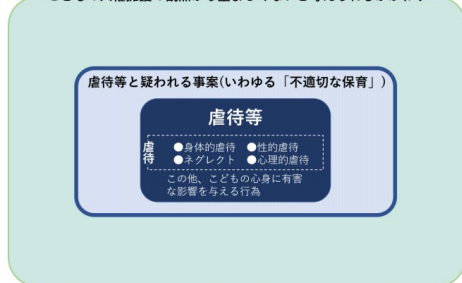 虐待等と疑われる事案(いわゆる「不適切な保育」)
虐待等
虐待
●身体的虐待 ●性的虐待
●ネグレクト ●心理的虐待
この他、こどもの心身に有害
な影響を与える行為